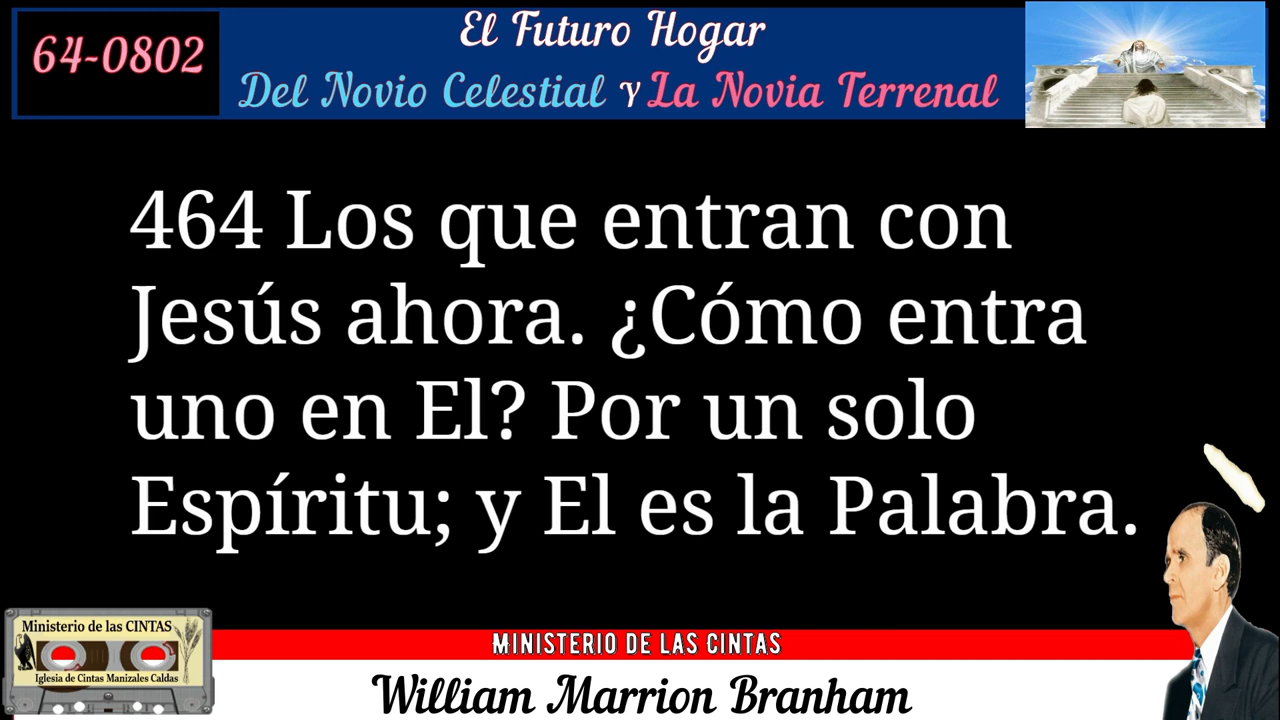 64-0802
El Futuro Hogar
Del Novio Celestial y La Novia Terrenal
464 Los que entran con
Jesús ahora. ¿Cómo entra
uno en El? Por un solo
Espíritu; y El es la Palabra.
Ministerio de las CINTAS
Iglesia de Cintas Manizales Caldas
MINISTERIO DE LAS CINTAS
William Marrion Branham